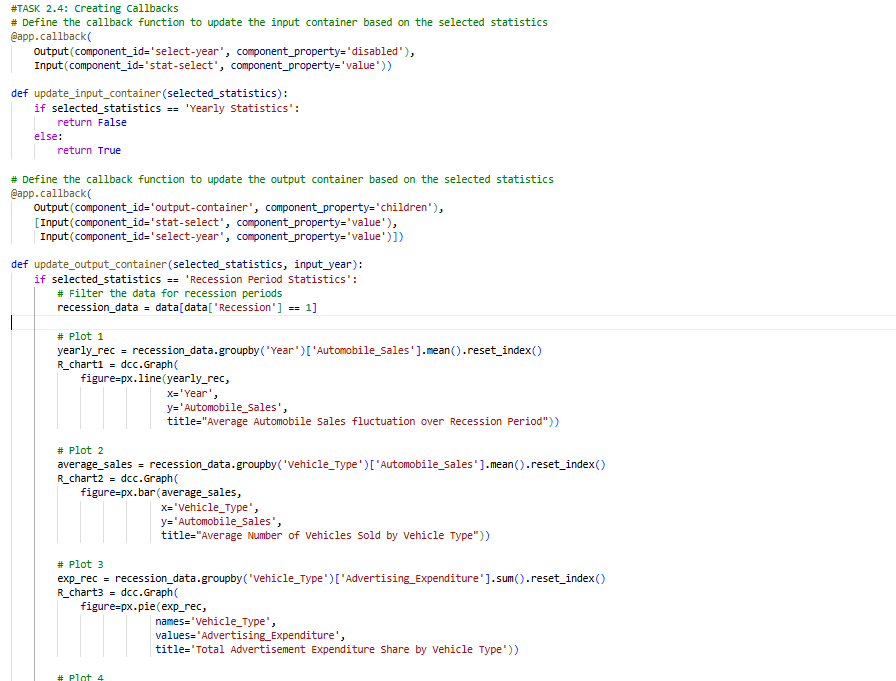 #TASK 2.4: Creating Callbacks
# Define the callback function to update the input container based on the selected statistics
@app.callback(
    Output(component_id='select-year', component_property='disabled'),
    Input(component_id='stat-select', component_property='value'))

def update_input_container(selected_statistics):
    if selected_statistics == 'Yearly Statistics':
        return False
    else:
        return True

# Define the callback function to update the output container based on the selected statistics
@app.callback(
    Output(component_id='output-container', component_property='children'),
    [Input(component_id='stat-select', component_property='value'),
     Input(component_id='select-year', component_property='value')])

def update_output_container(selected_statistics, input_year):
    if selected_statistics == 'Recession Period Statistics':
        # Filter the data for recession periods
        recession_data = data[data['Recession'] == 1]

        # Plot 1
        yearly_rec = recession_data.groupby('Year')['Automobile_Sales'].mean().reset_index()
        R_chart1 = dcc.Graph(
            figure=px.line(yearly_rec,
                           x='Year',
                           y='Automobile_Sales',
                           title="Average Automobile Sales fluctuation over Recession Period"))

        # Plot 2
        average_sales = recession_data.groupby('Vehicle_Type')['Automobile_Sales'].mean().reset_index()
        R_chart2 = dcc.Graph(
            figure=px.bar(average_sales,
                          x='Vehicle_Type',
                          y='Automobile_Sales',
                          title="Average Number of Vehicles Sold by Vehicle Type"))

        # Plot 3
        exp_rec = recession_data.groupby('Vehicle_Type')['Advertising_Expenditure'].sum().reset_index()
        R_chart3 = dcc.Graph(
            figure=px.pie(exp_rec,
                         names='Vehicle_Type',
                         values='Advertising_Expenditure',
                         title='Total Advertisement Expenditure Share by Vehicle Type'))

        # Plot 4